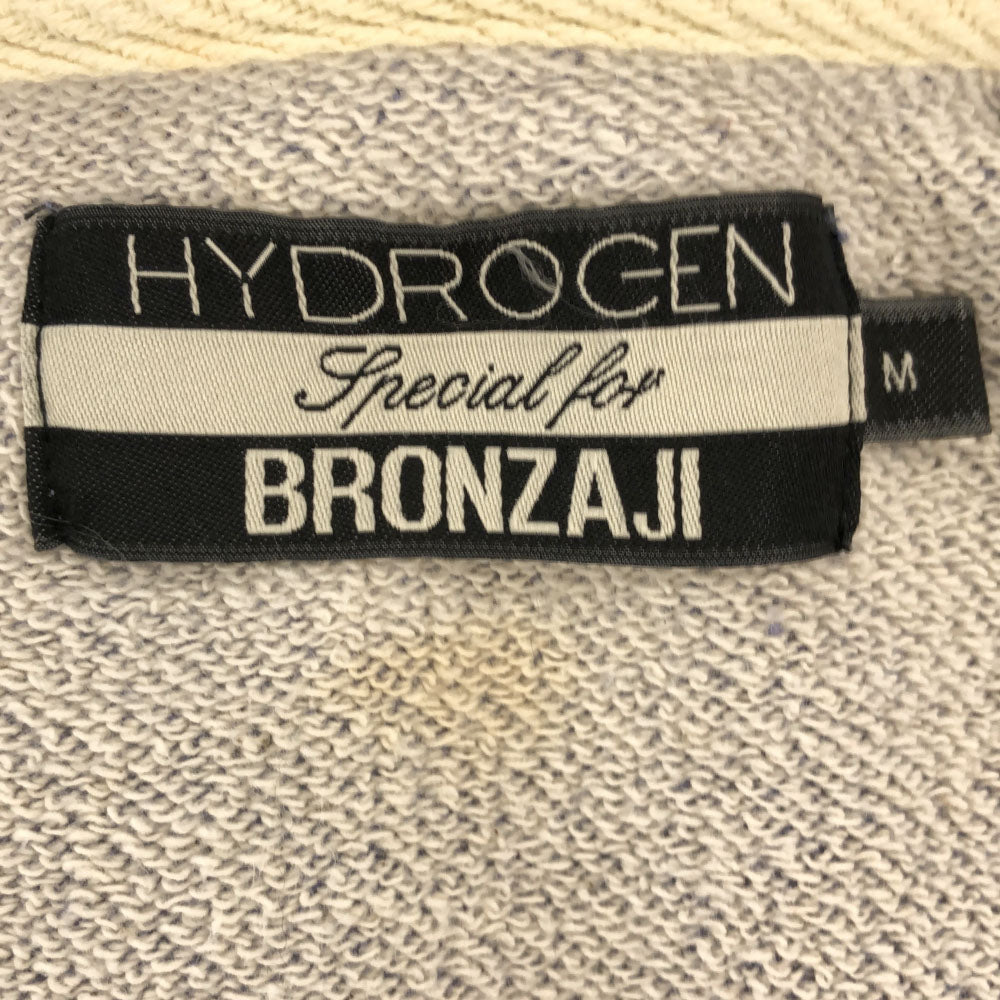 HYDROGEN
Special for
BRONZAJI
M